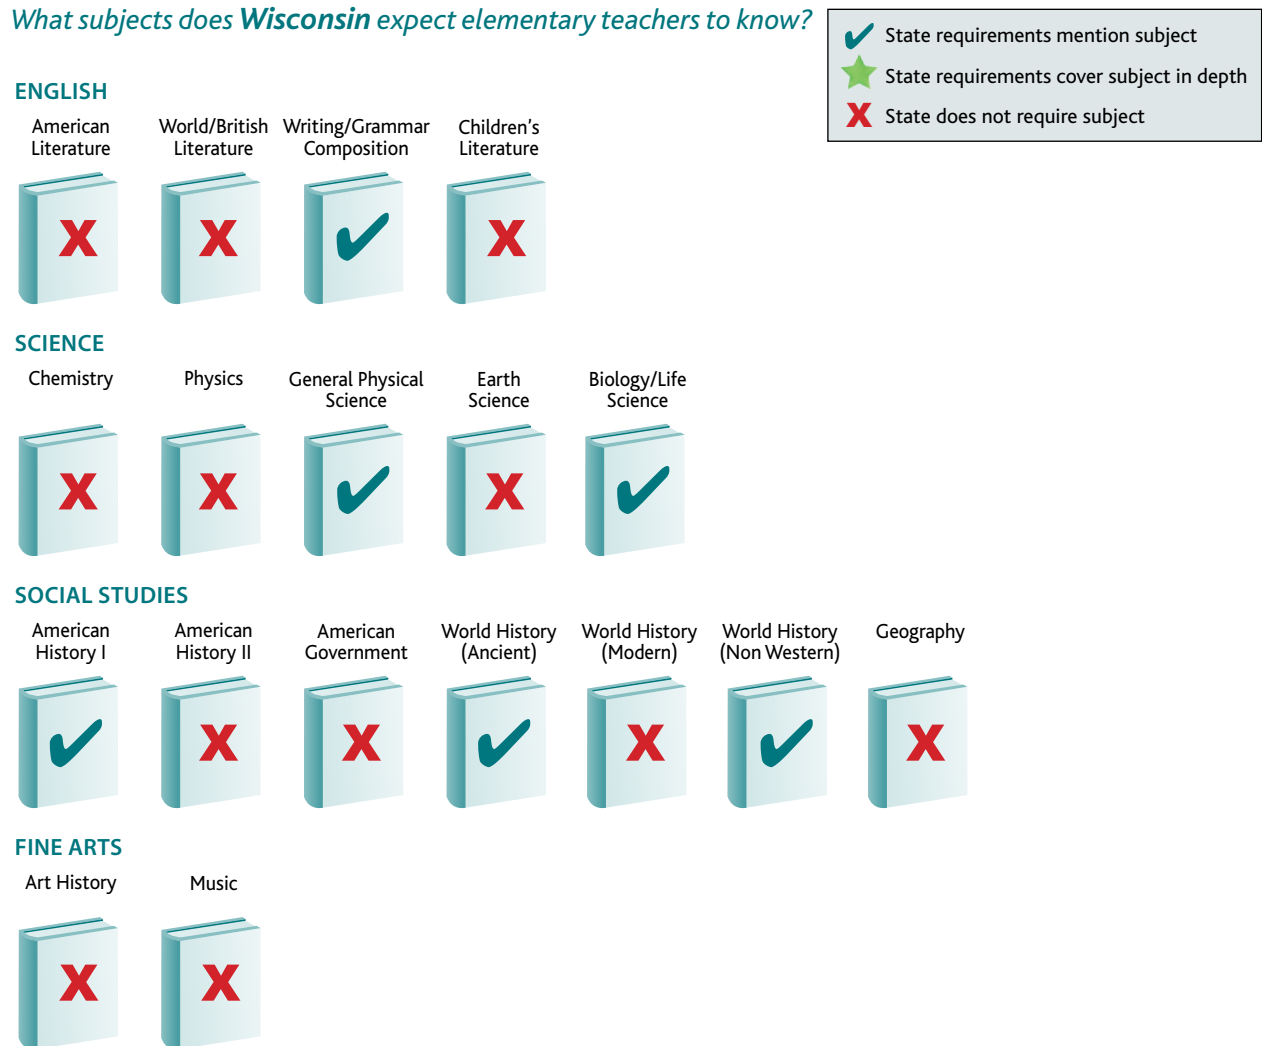 What subjects does Wisconsin expect elementary teachers to know?
State requirements mention subject
State requirements cover subject in depth
State does not require subject
ENGLISH
American
Literature
World/British
Literature
Writing/Grammar
Composition
Children's
Literature
SCIENCE
Chemistry
Physics
General Physical
Science
Earth
Science
Biology/Life
Science
SOCIAL STUDIES
American
History I
American
History II
American
Government
World History
(Ancient)
World History
(Modern)
World History
(Non Western)
Geography
FINE ARTS
Art History
Music